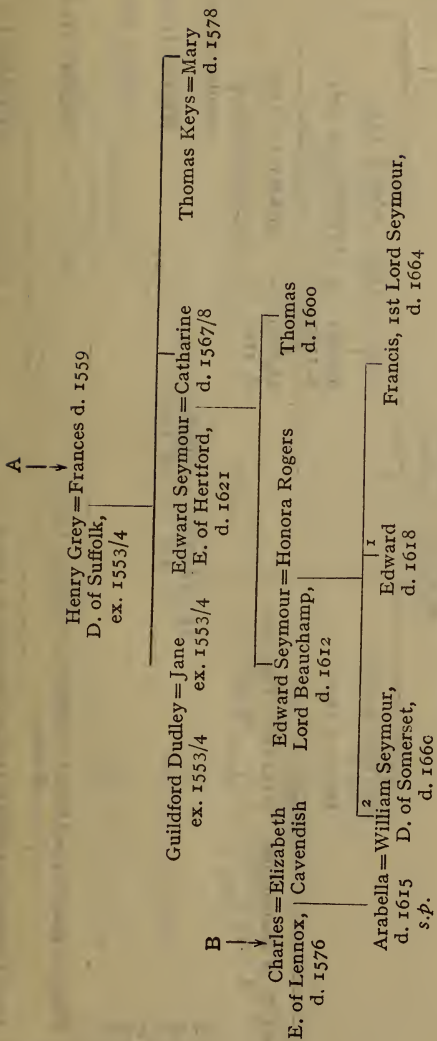 A
Henry Grey = Frances d. 1559
D. of Suffolk,
ex. 1553/4
Guildford Dudley = Jane
ex. 1553/4 ex. 1553/4
Edward Seymour = Catharine
E. of Hertford, d. 1567/8
d. 1621
Thomas Keys = Mary
d. 1578
B
Charles = Elizabeth
E. of Lennox, Cavendish
d. 1576
Edward Seymour = Honora Rogers
Lord Beauchamp,
d. 1612
Thomas
d. 1600
2
Arabella = William Seymour,
d. 1615 D. of Somerset,
s.p. d. 1660
1
Edward
d. 1618
Francis, 1st Lord Seymour,
d. 1664